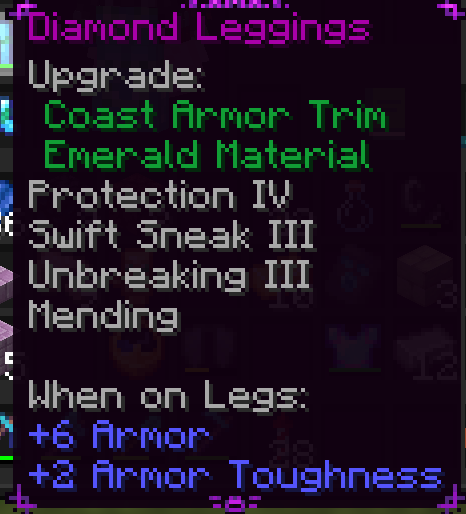 Diamond Leggings
Upgrade:
Coast Armor Trim
Emerald Material
Protection IV
Swift Sneak III
Unbreaking III
Mending
When on Legs:
+6 Armor
+2 Armor Toughness